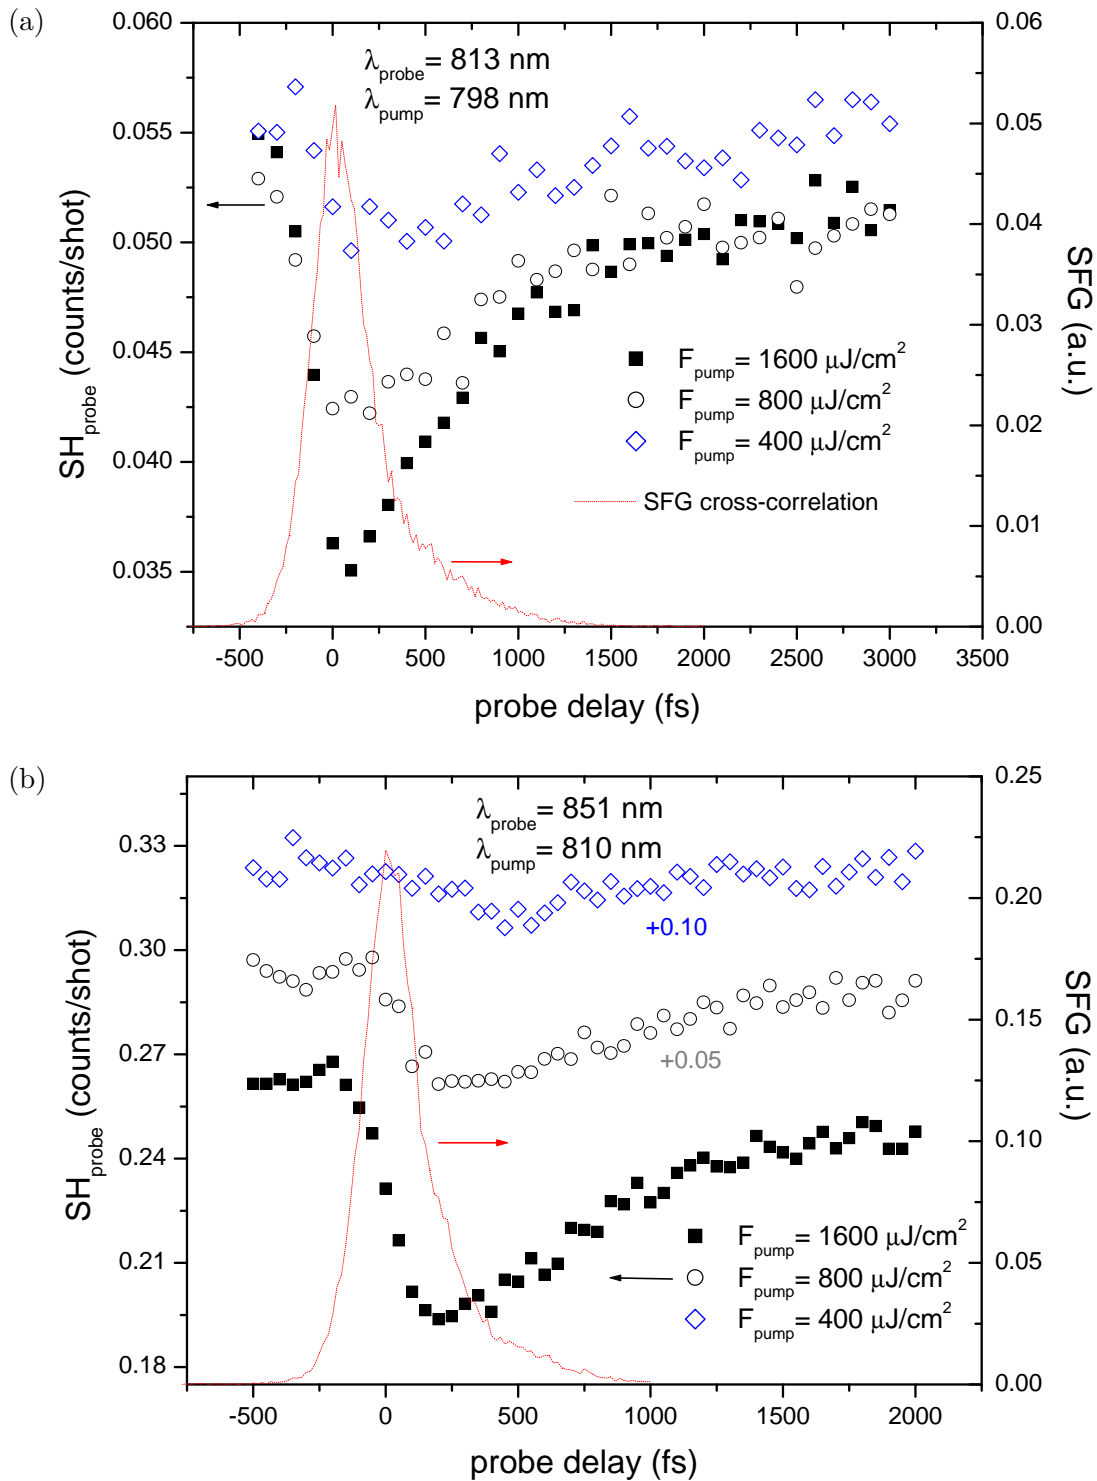 (a)
λprobe= 813 nm
λpump= 798 nm
0.060
0.055
0.050
0.045
0.040
0.035
SHprobe (counts/shot)
0.06
0.05
0.04
0.03
0.02
0.01
0.00
SFG (a.u.)
Fpump= 1600 μJ/cm²
Fpump= 800 μJ/cm²
Fpump= 400 μJ/cm²
SFG cross-correlation
-500 0 500 1000 1500 2000 2500 3000 3500
probe delay (fs)
(b)
λprobe= 851 nm
λpump= 810 nm
0.33
0.30
0.27
0.24
0.21
0.18
SHprobe (counts/shot)
0.25
0.20
0.15
0.10
0.05
0.00
SFG (a.u.)
+0.10
+0.05
Fpump= 1600 μJ/cm²
Fpump= 800 μJ/cm²
Fpump= 400 μJ/cm²
-500 0 500 1000 1500 2000
probe delay (fs)